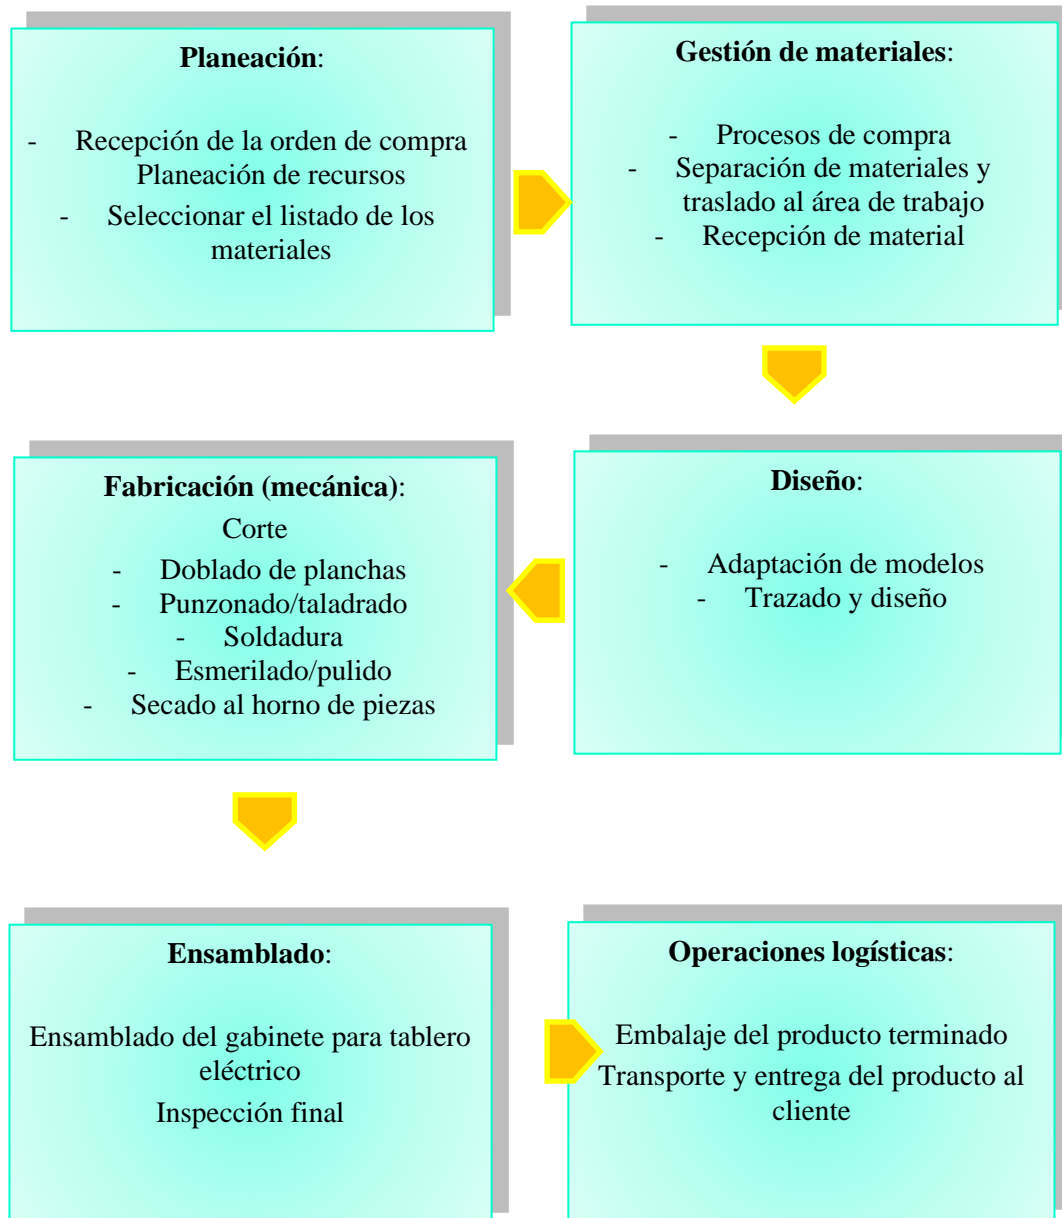 Planeación:
- Recepción de la orden de compra
Planeación de recursos
- Seleccionar el listado de los
materiales
Gestión de materiales:
- Procesos de compra
- Separación de materiales y
traslado al área de trabajo
- Recepción de material
Diseño:
- Adaptación de modelos
- Trazado y diseño
Fabricación (mecánica):
Corte
- Doblado de planchas
- Punzonado/taladrado
- Soldadura
- Esmerilado/pulido
- Secado al horno de piezas
Ensamblado:
Ensamblado del gabinete para tablero
eléctrico
Inspección final
Operaciones logísticas:
Embalaje del producto terminado
Transporte y entrega del producto al
cliente